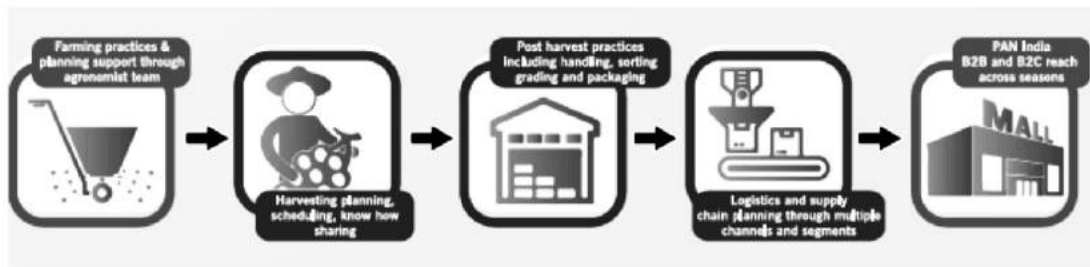 Farming practices &
planning support through
agronomist team
Harvesting planning,
scheduling, know how
sharing
Post harvest practices
including handling, sorting
grading and packaging
Logistics and supply
chain planning through multiple
channels and segments
PAN India
B2B and B2C reach
across seasons
MALL